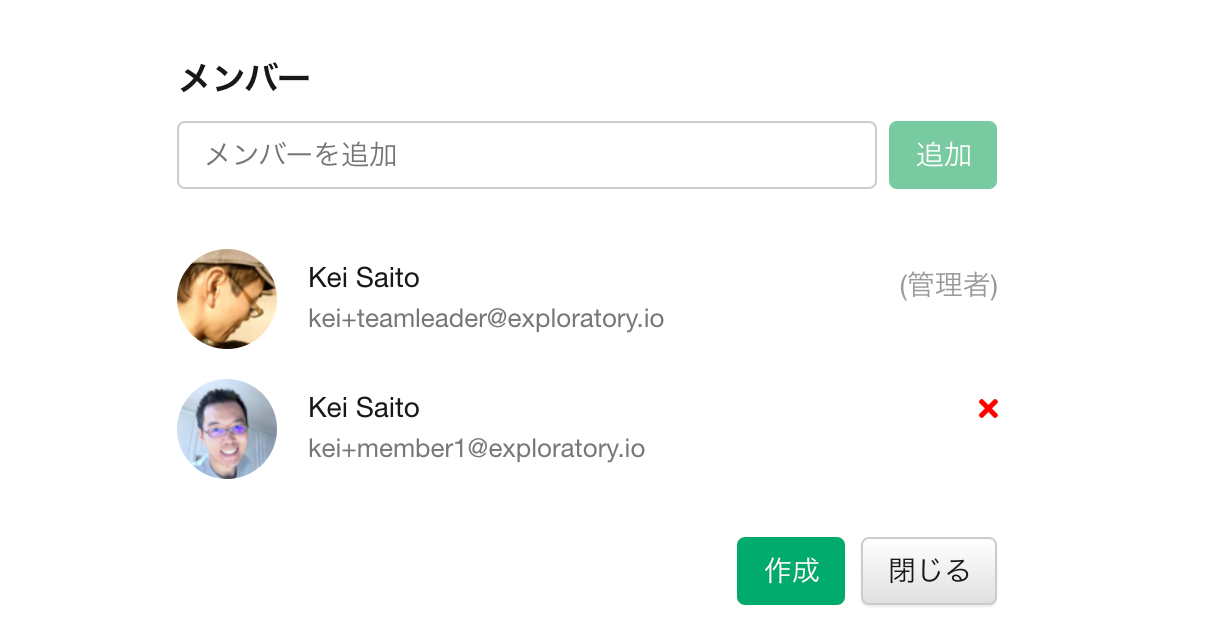 メンバー
メンバーを追加
追加
Kei Saito
(管理者)
kei+teamleader@exploratory.io
Kei Saito
kei+member1@exploratory.io
作成
閉じる